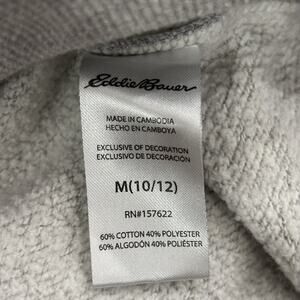 Eddie Bauer
MADE IN CAMBODIA
HECHO EN CAMBOYA
EXCLUSIVE OF DECORATION
EXCLUSIVO DE DECORACIÓN
M(10/12)
RN#157622
60% COTTON 40% POLYESTER
60% ALGODÓN 40% POLIÉSTER